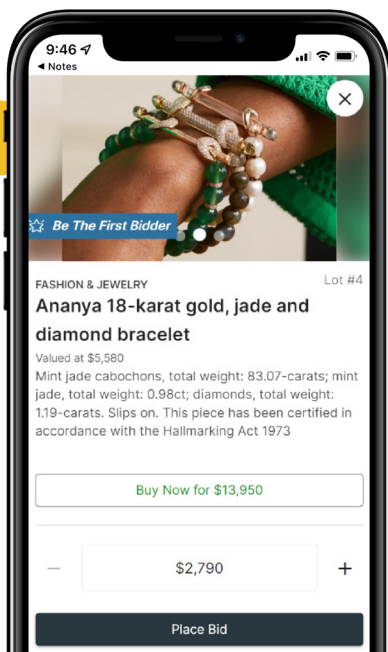 9:46
◀ Notes
Be The First Bidder
FASHION & JEWELRY
Lot #4
Ananya 18-karat gold, jade and
diamond bracelet
Valued at $5,580
Mint jade cabochons, total weight: 83.07-carats; mint
jade, total weight: 0.98ct; diamonds, total weight:
1.19-carats. Slips on. This piece has been certified in
accordance with the Hallmarking Act 1973
Buy Now for $13,950
− $2,790 +
Place Bid